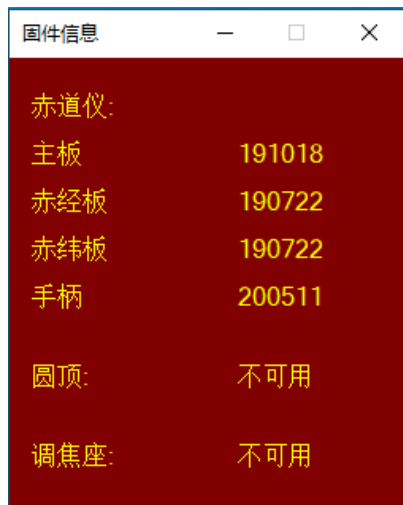 固件信息
赤道仪:
主板 191018
赤经板 190722
赤纬板 190722
手柄 200511
圆顶: 不可用
调焦座: 不可用